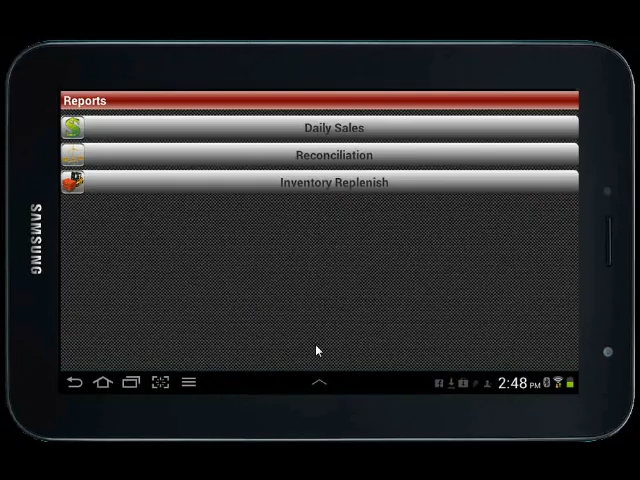 Reports
Daily Sales
Reconciliation
Inventory Replenish
SAMSUNG
2:48 PM